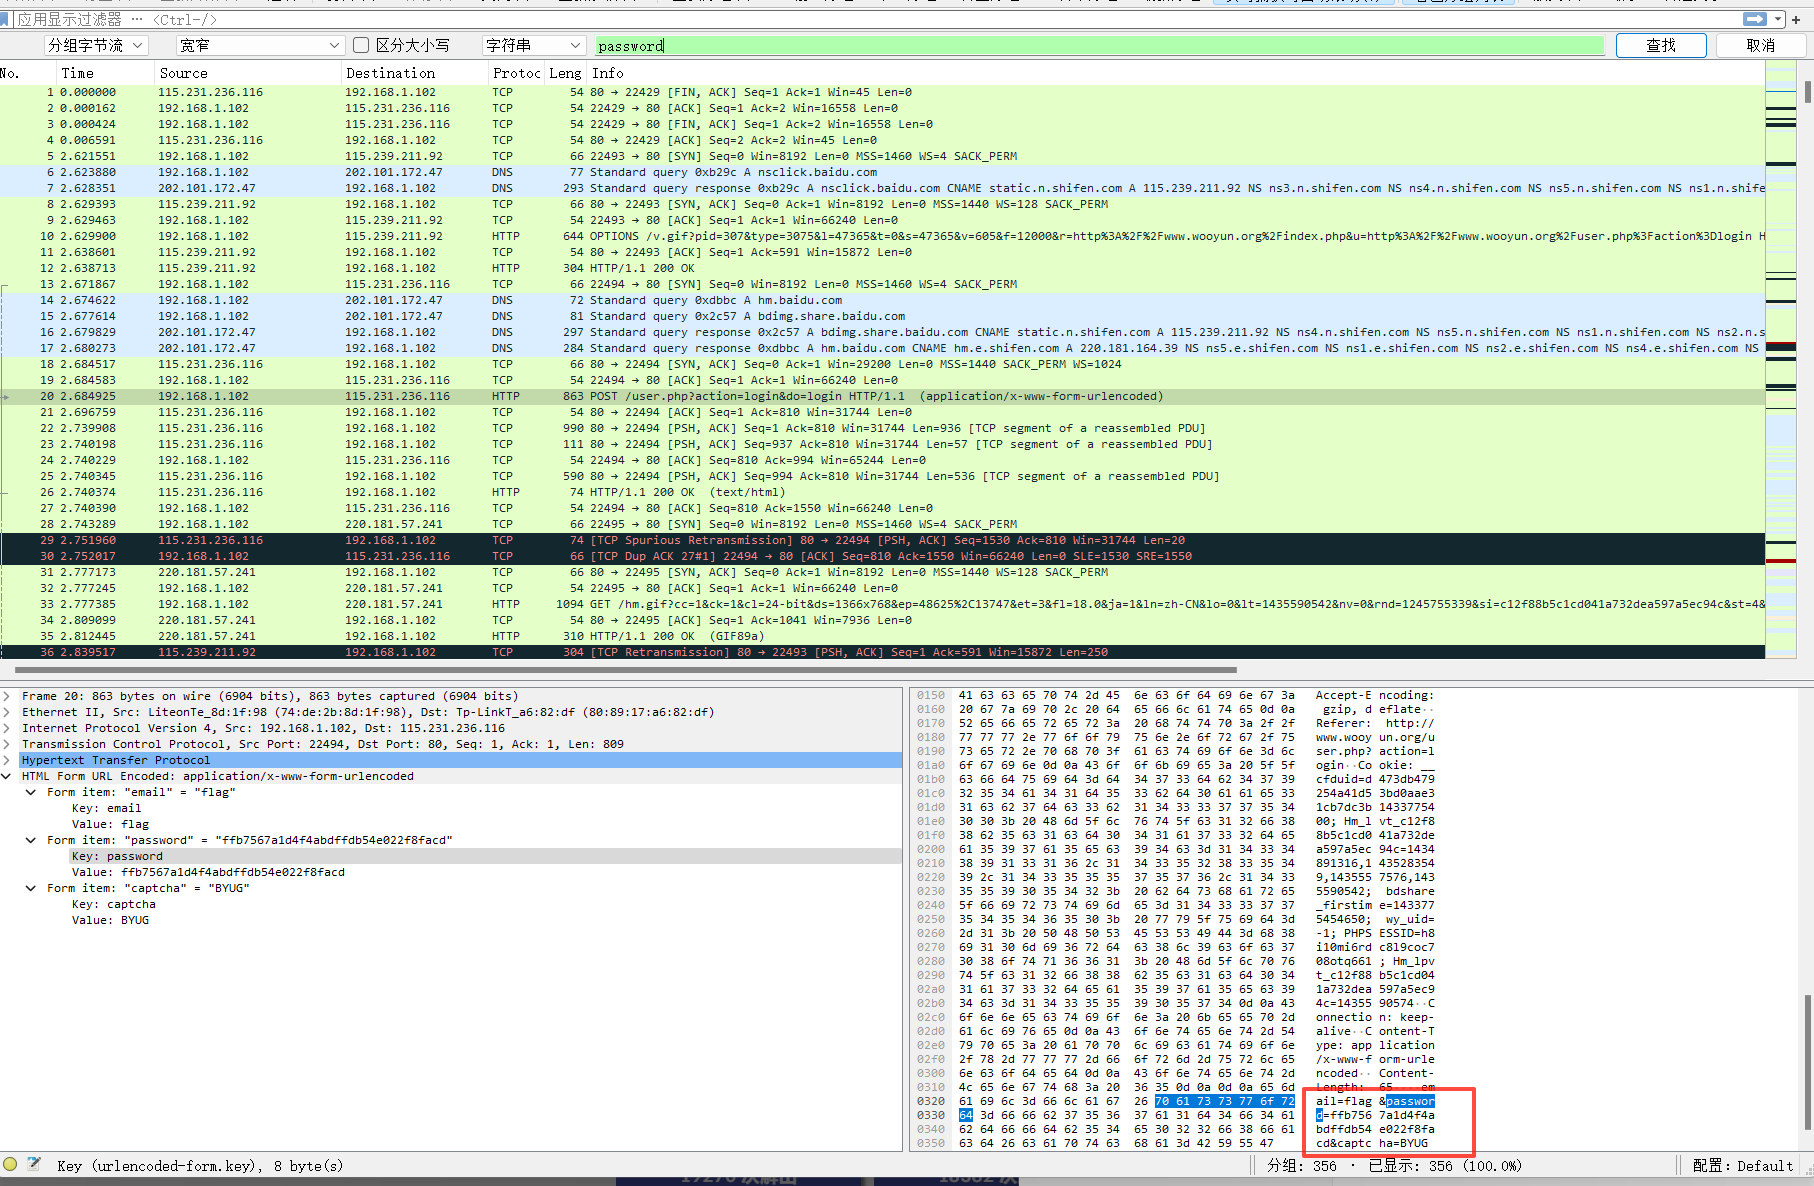 应用显示过滤器 … <Ctrl-/>
分组字节流 宽窄 区分大小写 字符串 password 查找 取消
No. Time Source Destination Protoc Leng Info
1 0.000000 115.231.236.116 192.168.1.102 TCP 54 80 → 22429 [FIN, ACK] Seq=1 Ack=1 Win=45 Len=0
2 0.000162 192.168.1.102 115.231.236.116 TCP 54 22429 → 80 [ACK] Seq=1 Ack=2 Win=16558 Len=0
3 0.000424 192.168.1.102 115.231.236.116 TCP 54 22429 → 80 [FIN, ACK] Seq=1 Ack=2 Win=16558 Len=0
4 0.006591 115.231.236.116 192.168.1.102 TCP 54 80 → 22429 [ACK] Seq=2 Ack=2 Win=45 Len=0
5 2.621551 192.168.1.102 115.239.211.92 TCP 66 22493 → 80 [SYN] Seq=0 Win=8192 Len=0 MSS=1460 WS=4 SACK_PERM
6 2.623880 192.168.1.102 202.101.172.47 DNS 77 Standard query 0xb29c A nsclick.baidu.com
7 2.628351 202.101.172.47 192.168.1.102 DNS 293 Standard query response 0xb29c A nsclick.baidu.com CNAME static.n.shifen.com A 115.239.211.92 NS ns3.n.shifen.com NS ns4.n.shifen.com NS ns5.n.shifen.com NS ns1.n.shife
8 2.629393 115.239.211.92 192.168.1.102 TCP 66 80 → 22493 [SYN, ACK] Seq=0 Ack=1 Win=8192 Len=0 MSS=1440 WS=128 SACK_PERM
9 2.629463 192.168.1.102 115.239.211.92 TCP 54 22493 → 80 [ACK] Seq=1 Ack=1 Win=66240 Len=0
10 2.629900 192.168.1.102 115.239.211.92 HTTP 644 OPTIONS /v.gif?pid=307&type=3075&l=47365&t=0&s=47365&v=605&f=12000&r=http%3A%2F%2Fwww.wooyun.org%2Findex.php&u=http%3A%2F%2Fwww.wooyun.org%2Fuser.php%3Faction%3Dlogin H
11 2.638601 115.239.211.92 192.168.1.102 TCP 54 80 → 22493 [ACK] Seq=1 Ack=591 Win=15872 Len=0
12 2.638713 115.239.211.92 192.168.1.102 HTTP 304 HTTP/1.1 200 OK
13 2.671867 192.168.1.102 115.231.236.116 TCP 66 22494 → 80 [SYN] Seq=0 Win=8192 Len=0 MSS=1460 WS=4 SACK_PERM
14 2.674622 192.168.1.102 202.101.172.47 DNS 72 Standard query 0xdbbc A hm.baidu.com
15 2.677614 192.168.1.102 202.101.172.47 DNS 81 Standard query 0x2c57 A bdimg.share.baidu.com
16 2.679829 202.101.172.47 192.168.1.102 DNS 297 Standard query response 0x2c57 A bdimg.share.baidu.com CNAME static.n.shifen.com A 115.239.211.92 NS ns4.n.shifen.com NS ns5.n.shifen.com NS ns1.n.shifen.com NS ns2.n.s
17 2.680273 202.101.172.47 192.168.1.102 DNS 284 Standard query response 0xdbbc A hm.baidu.com CNAME hm.e.shifen.com A 220.181.164.39 NS ns5.e.shifen.com NS ns1.e.shifen.com NS ns2.e.shifen.com NS ns4.e.shifen.com NS
18 2.684517 115.231.236.116 192.168.1.102 TCP 66 80 → 22494 [SYN, ACK] Seq=0 Ack=1 Win=29200 Len=0 MSS=1440 SACK_PERM WS=1024
19 2.684583 192.168.1.102 115.231.236.116 TCP 54 22494 → 80 [ACK] Seq=1 Ack=1 Win=66240 Len=0
20 2.684925 192.168.1.102 115.231.236.116 HTTP 863 POST /user.php?action=login&do=login HTTP/1.1 (application/x-www-form-urlencoded)
21 2.696759 115.231.236.116 192.168.1.102 TCP 54 80 → 22494 [ACK] Seq=1 Ack=810 Win=31744 Len=0
22 2.739908 115.231.236.116 192.168.1.102 TCP 990 80 → 22494 [PSH, ACK] Seq=1 Ack=810 Win=31744 Len=936 [TCP segment of a reassembled PDU]
23 2.740198 115.231.236.116 192.168.1.102 TCP 111 80 → 22494 [PSH, ACK] Seq=937 Ack=810 Win=31744 Len=57 [TCP segment of a reassembled PDU]
24 2.740229 192.168.1.102 115.231.236.116 TCP 54 22494 → 80 [ACK] Seq=810 Ack=994 Win=65244 Len=0
25 2.740345 115.231.236.116 192.168.1.102 TCP 590 80 → 22494 [PSH, ACK] Seq=994 Ack=810 Win=31744 Len=536 [TCP segment of a reassembled PDU]
26 2.740374 115.231.236.116 192.168.1.102 HTTP 74 HTTP/1.1 200 OK (text/html)
27 2.740390 192.168.1.102 115.231.236.116 TCP 54 22494 → 80 [ACK] Seq=810 Ack=1550 Win=66240 Len=0
28 2.743289 192.168.1.102 220.181.57.241 TCP 66 22495 → 80 [SYN] Seq=0 Win=8192 Len=0 MSS=1460 WS=4 SACK_PERM
29 2.751960 115.231.236.116 192.168.1.102 TCP 74 [TCP Spurious Retransmission] 80 → 22494 [PSH, ACK] Seq=1530 Ack=810 Win=31744 Len=20
30 2.752017 192.168.1.102 115.231.236.116 TCP 66 [TCP Dup ACK 27#1] 22494 → 80 [ACK] Seq=810 Ack=1550 Win=66240 Len=0 SLE=1530 SRE=1550
31 2.777173 220.181.57.241 192.168.1.102 TCP 66 80 → 22495 [SYN, ACK] Seq=0 Ack=1 Win=8192 Len=0 MSS=1440 WS=128 SACK_PERM
32 2.777245 192.168.1.102 220.181.57.241 TCP 54 22495 → 80 [ACK] Seq=1 Ack=1 Win=66240 Len=0
33 2.777385 192.168.1.102 220.181.57.241 HTTP 1094 GET /hm.gif?cc=1&ck=1&cl=24-bit&ds=1366x768&ep=48625%2C13747&et=3&fl=18.0&ja=1&ln=zh-CN&lo=0&lt=1435590542&nv=0&rnd=1245755339&si=c12f88b5c1cd041a732dea597a5ec94c&st=4&
34 2.809099 220.181.57.241 192.168.1.102 TCP 54 80 → 22495 [ACK] Seq=1 Ack=1041 Win=7936 Len=0
35 2.812445 220.181.57.241 192.168.1.102 HTTP 310 HTTP/1.1 200 OK (GIF89a)
36 2.839517 115.239.211.92 192.168.1.102 TCP 304 [TCP Retransmission] 80 → 22493 [PSH, ACK] Seq=1 Ack=591 Win=15872 Len=250
Frame 20: 863 bytes on wire (6904 bits), 863 bytes captured (6904 bits)
Ethernet II, Src: LiteonTe_8d:1f:98 (74:de:2b:8d:1f:98), Dst: Tp-LinkT_a6:82:df (80:89:17:a6:82:df)
Internet Protocol Version 4, Src: 192.168.1.102, Dst: 115.231.236.116
Transmission Control Protocol, Src Port: 22494, Dst Port: 80, Seq: 1, Ack: 1, Len: 809
Hypertext Transfer Protocol
HTML Form URL Encoded: application/x-www-form-urlencoded
Form item: "email" = "flag"
Key: email
Value: flag
Form item: "password" = "ffb7567a1d4f4abdffdb54e022f8facd"
Key: password
Value: ffb7567a1d4f4abdffdb54e022f8facd
Form item: "captcha" = "BYUG"
Key: captcha
Value: BYUG
0150 41 63 63 65 70 74 2d 45 6e 63 6f 64 69 6e 67 3a Accept-E ncoding:
0160 20 67 7a 69 70 2c 20 64 65 66 6c 61 74 65 0d 0a gzip, d eflate··
0170 52 65 66 65 72 65 72 3a 20 68 74 74 70 3a 2f 2f Referer: http://
0180 77 77 77 2e 77 6f 6f 79 75 6e 2e 6f 72 67 2f 75 www.wooy un.org/u
0190 73 65 72 2e 70 68 70 3f 61 63 74 69 6f 6e 3d 6c ser.php? action=l
01a0 6f 67 69 6e 0d 0a 43 6f 6f 6b 69 65 3a 20 5f 5f ogin··Co okie: __
01b0 63 66 64 75 69 64 3d 64 34 37 33 64 62 34 37 39 cfduid=d 473db479
01c0 32 35 34 61 34 31 64 35 33 62 64 30 61 61 65 33 254a41d5 3bd0aae3
01d0 31 63 62 37 64 63 33 62 31 34 33 33 37 37 35 34 1cb7dc3b 14337754
01e0 30 30 3b 20 48 6d 5f 6c 76 74 5f 63 31 32 66 38 00; Hm_l vt_c12f8
01f0 38 62 35 63 31 63 64 30 34 31 61 37 33 32 64 65 8b5c1cd0 41a732de
0200 61 35 39 37 61 35 65 63 39 34 63 3d 31 34 33 34 a597a5ec 94c=1434
0210 38 39 31 33 31 36 2c 31 34 33 35 32 38 33 35 34 891316,1 43528354
0220 39 2c 31 34 33 35 35 35 37 35 37 36 2c 31 34 33 9,143555 7576,143
0230 35 35 39 30 35 34 32 3b 20 62 64 73 68 61 72 65 5590542; bdshare
0240 5f 66 69 72 73 74 69 6d 65 3d 31 34 33 33 37 37 _firstim e=143377
0250 35 34 35 34 36 35 30 3b 20 77 79 5f 75 69 64 3d 5454650; wy_uid=
0260 2d 31 3b 20 50 48 50 53 45 53 53 49 44 3d 68 38 -1; PHPS ESSID=h8
0270 69 31 30 6d 69 36 72 64 63 38 6c 39 63 6f 63 37 i10mi6rd c8l9coc7
0280 30 38 6f 74 71 36 36 31 3b 20 48 6d 5f 6c 70 76 08otq661 ; Hm_lpv
0290 74 5f 63 31 32 66 38 38 62 35 63 31 63 64 30 34 t_c12f88 b5c1cd04
02a0 31 61 37 33 32 64 65 61 35 39 37 61 35 65 63 39 1a732dea 597a5ec9
02b0 34 63 3d 31 34 33 35 35 39 30 35 37 34 0d 0a 43 4c=14355 90574··C
02c0 6f 6e 6e 65 63 74 69 6f 6e 3a 20 6b 65 65 70 2d onnectio n: keep-
02d0 61 6c 69 76 65 0d 0a 43 6f 6e 74 65 6e 74 2d 54 alive··C ontent-T
02e0 79 70 65 3a 20 61 70 70 6c 69 63 61 74 69 6f 6e ype: app lication
02f0 2f 78 2d 77 77 77 2d 66 6f 72 6d 2d 75 72 6c 65 /x-www-f orm-urle
0300 6e 63 6f 64 65 64 0d 0a 43 6f 6e 74 65 6e 74 2d ncoded·· Content-
0310 4c 65 6e 67 74 68 3a 20 36 35 0d 0a 0d 0a 65 6d Length: 65····em
0320 61 69 6c 3d 66 6c 61 67 26 70 61 73 73 77 6f 72 ail=flag &passwor
0330 64 3d 66 66 62 37 35 36 37 61 31 64 34 66 34 61 d=ffb756 7a1d4f4a
0340 62 64 66 66 64 62 35 34 65 30 32 32 66 38 66 61 bdffdb54 e022f8fa
0350 63 64 26 63 61 70 74 63 68 61 3d 42 59 55 47 cd&captc ha=BYUG
Key (urlencoded-form.key), 8 byte(s) 分组: 356 · 已显示: 356 (100.0%) 配置: Default